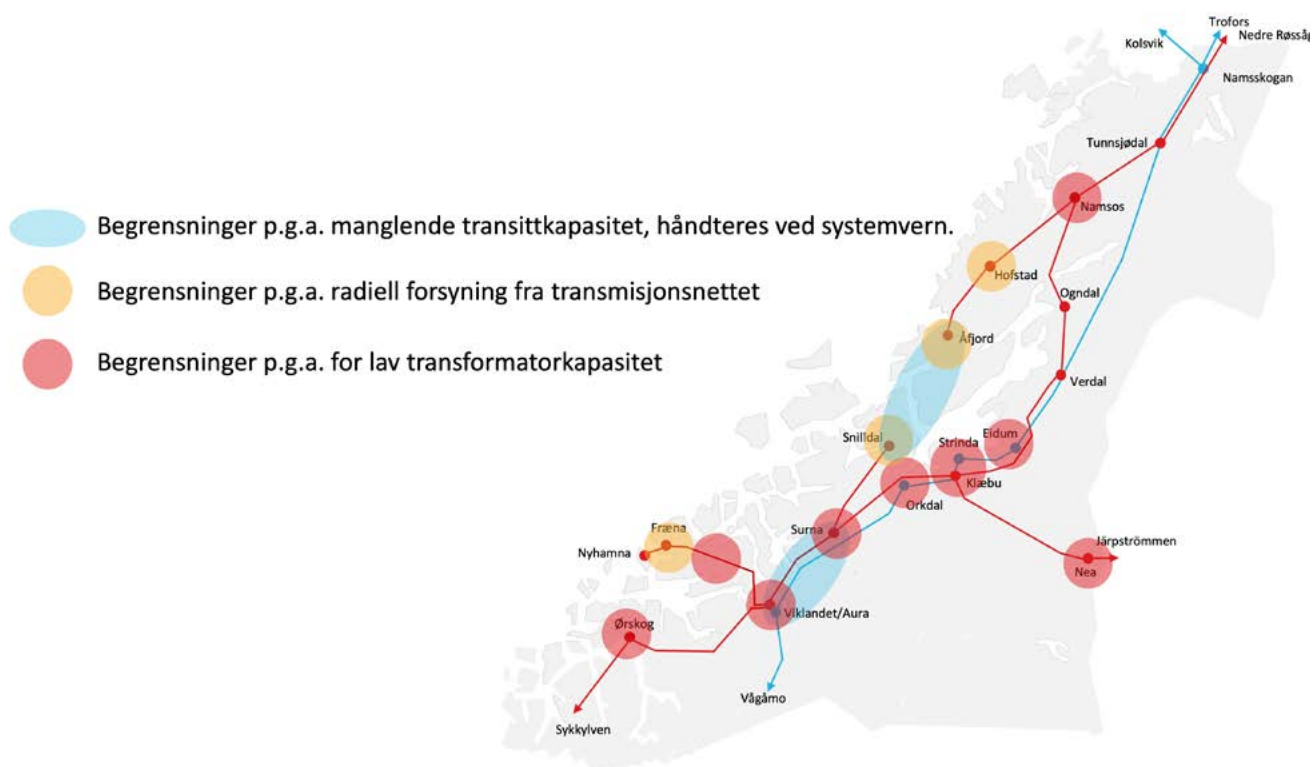 Trofors
Kolsvik
Nedre Røssåg
Namsskogan
Tunnsjødal
Namsos
Begrensninger p.g.a. manglende transittkapasitet, håndteres ved systemvern.
Hofstad
Begrensninger p.g.a. radiell forsyning fra transmisjonsnettet
Ogndal
Åfjord
Begrensninger p.g.a. for lav transformatorkapasitet
Verdal
Snilldal
Eidum
Strinda
Klæbu
Orkdal
Surna
Fræna
Nyhamna
Järpströmmen
Nea
Viklandet/Aura
Ørskog
Vågåmo
Sykkylven